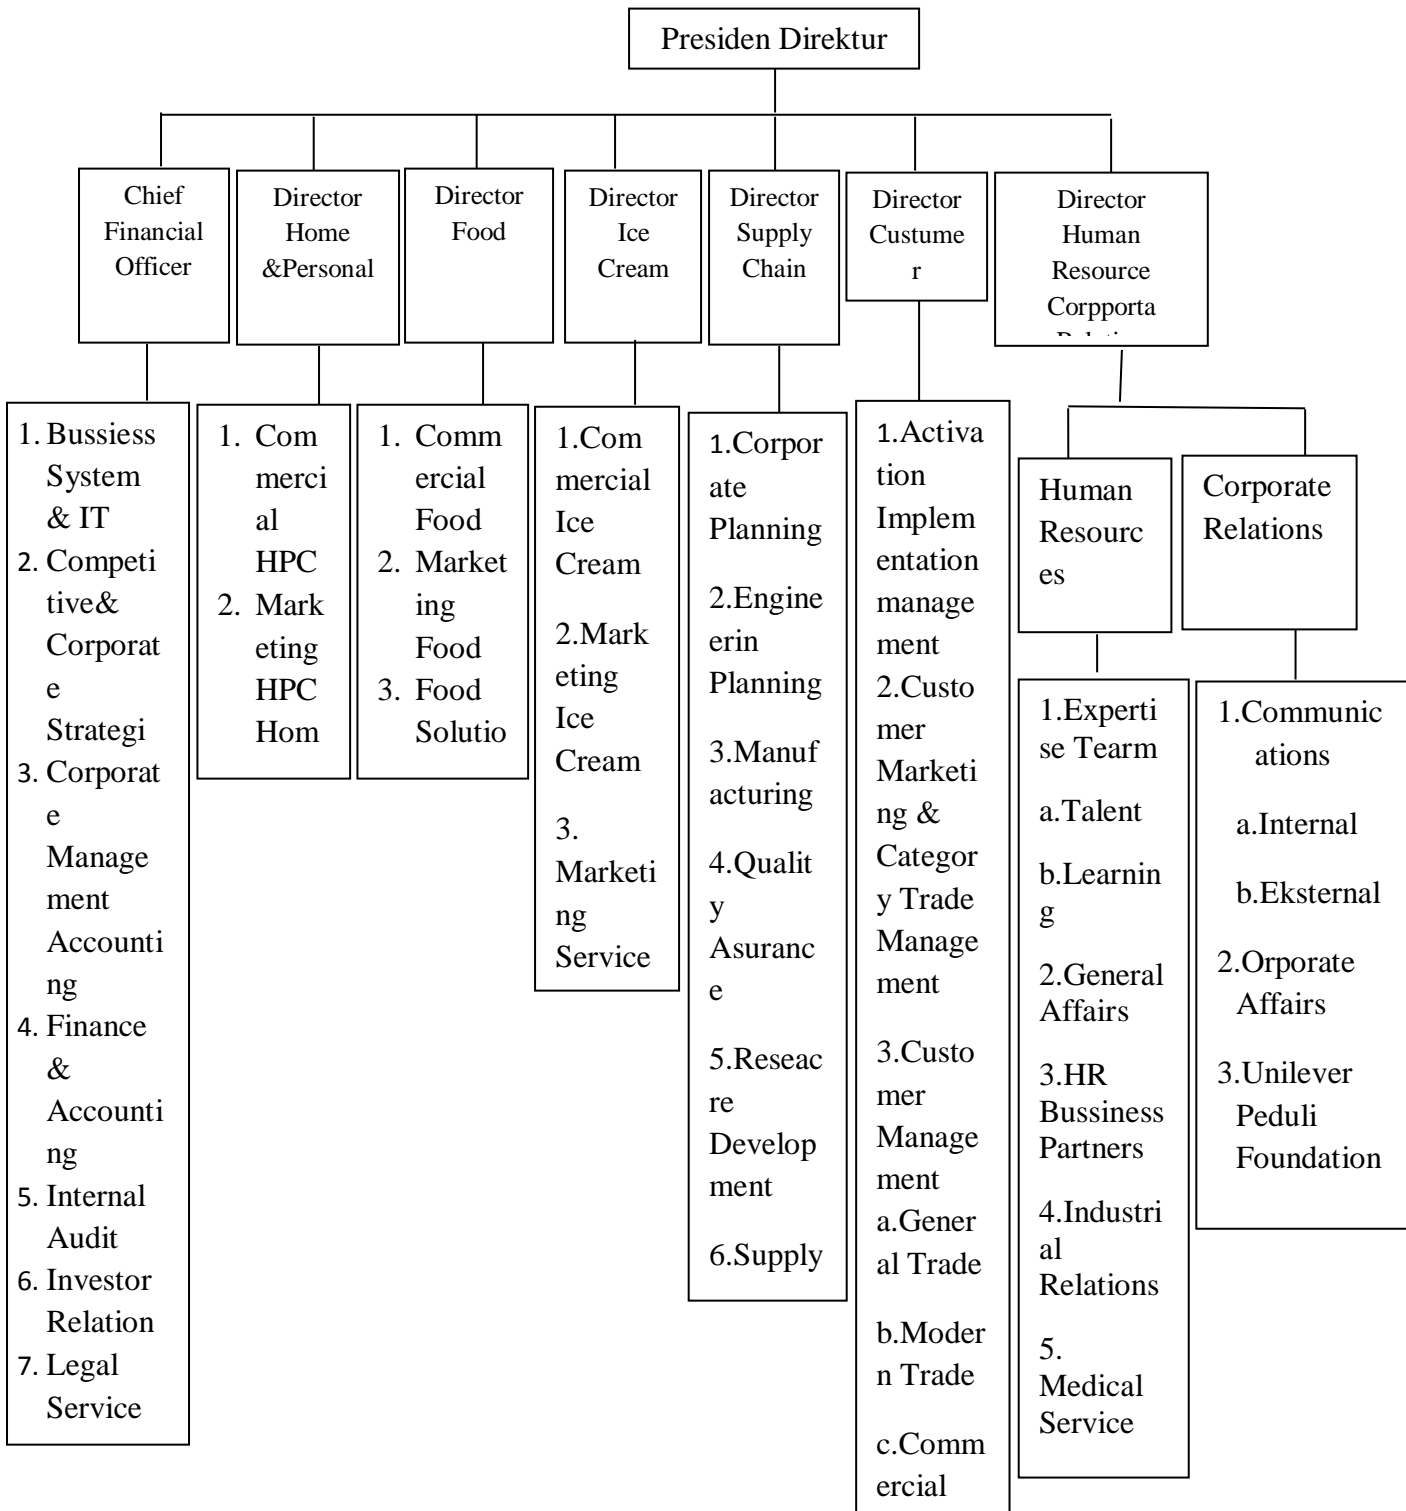 Presiden Direktur
Chief
Financial
Officer
Director
Home
&Personal
Director
Food
Director
Ice
Cream
Director
Supply
Chain
Director
Custume
r
Director
Human
Resource
Corpporta
1. Bussiess
System
& IT
2. Competi
tive&
Corporat
e
Strategi
3. Corporat
e
Manage
ment
Accounti
ng
4. Finance
&
Accounti
ng
5. Internal
Audit
6. Investor
Relation
7. Legal
Service
1. Com
merci
al
HPC
2. Mark
eting
HPC
Hom
1. Comm
ercial
Food
2. Market
ing
Food
3. Food
Solutio
1.Com
mercial
Ice
Cream
2.Mark
eting
Ice
Cream
3.
Marketi
ng
Service
1.Corpor
ate
Planning
2.Engine
erin
Planning
3.Manuf
acturing
4.Qualit
y
Asuranc
e
5.Reseac
re
Develop
ment
6.Supply
1.Activa
tion
Implem
entation
manage
ment
2.Custo
mer
Marketi
ng &
Categor
y Trade
Manage
ment
3.Custo
mer
Manage
ment
a.Gener
al Trade
b.Moder
n Trade
c.Comm
ercial
Human
Resourc
es
1.Experti
se Tearm
a.Talent
b.Learnin
g
2.General
Affairs
3.HR
Bussiness
Partners
4.Industri
al
Relations
5.
Medical
Service
Corporate
Relations
1.Communic
ations
a.Internal
b.Eksternal
2.Orporate
Affairs
3.Unilever
Peduli
Foundation